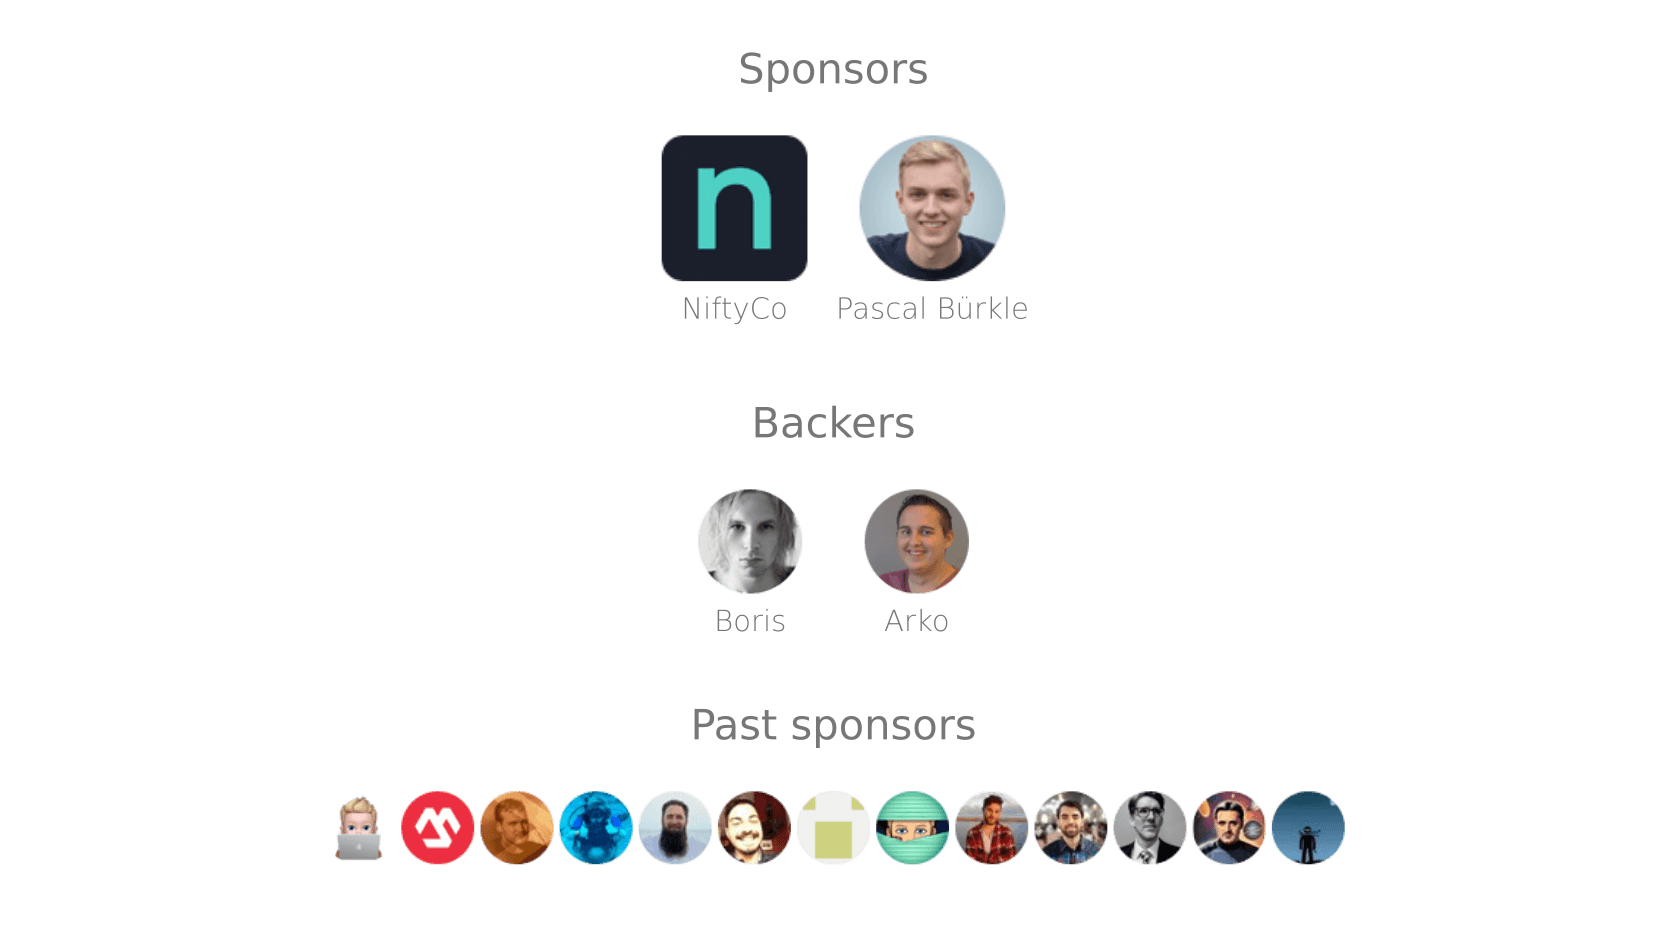 Sponsors
n
NiftyCo
Pascal Bürkle
Backers
Boris
Arko
Past sponsors